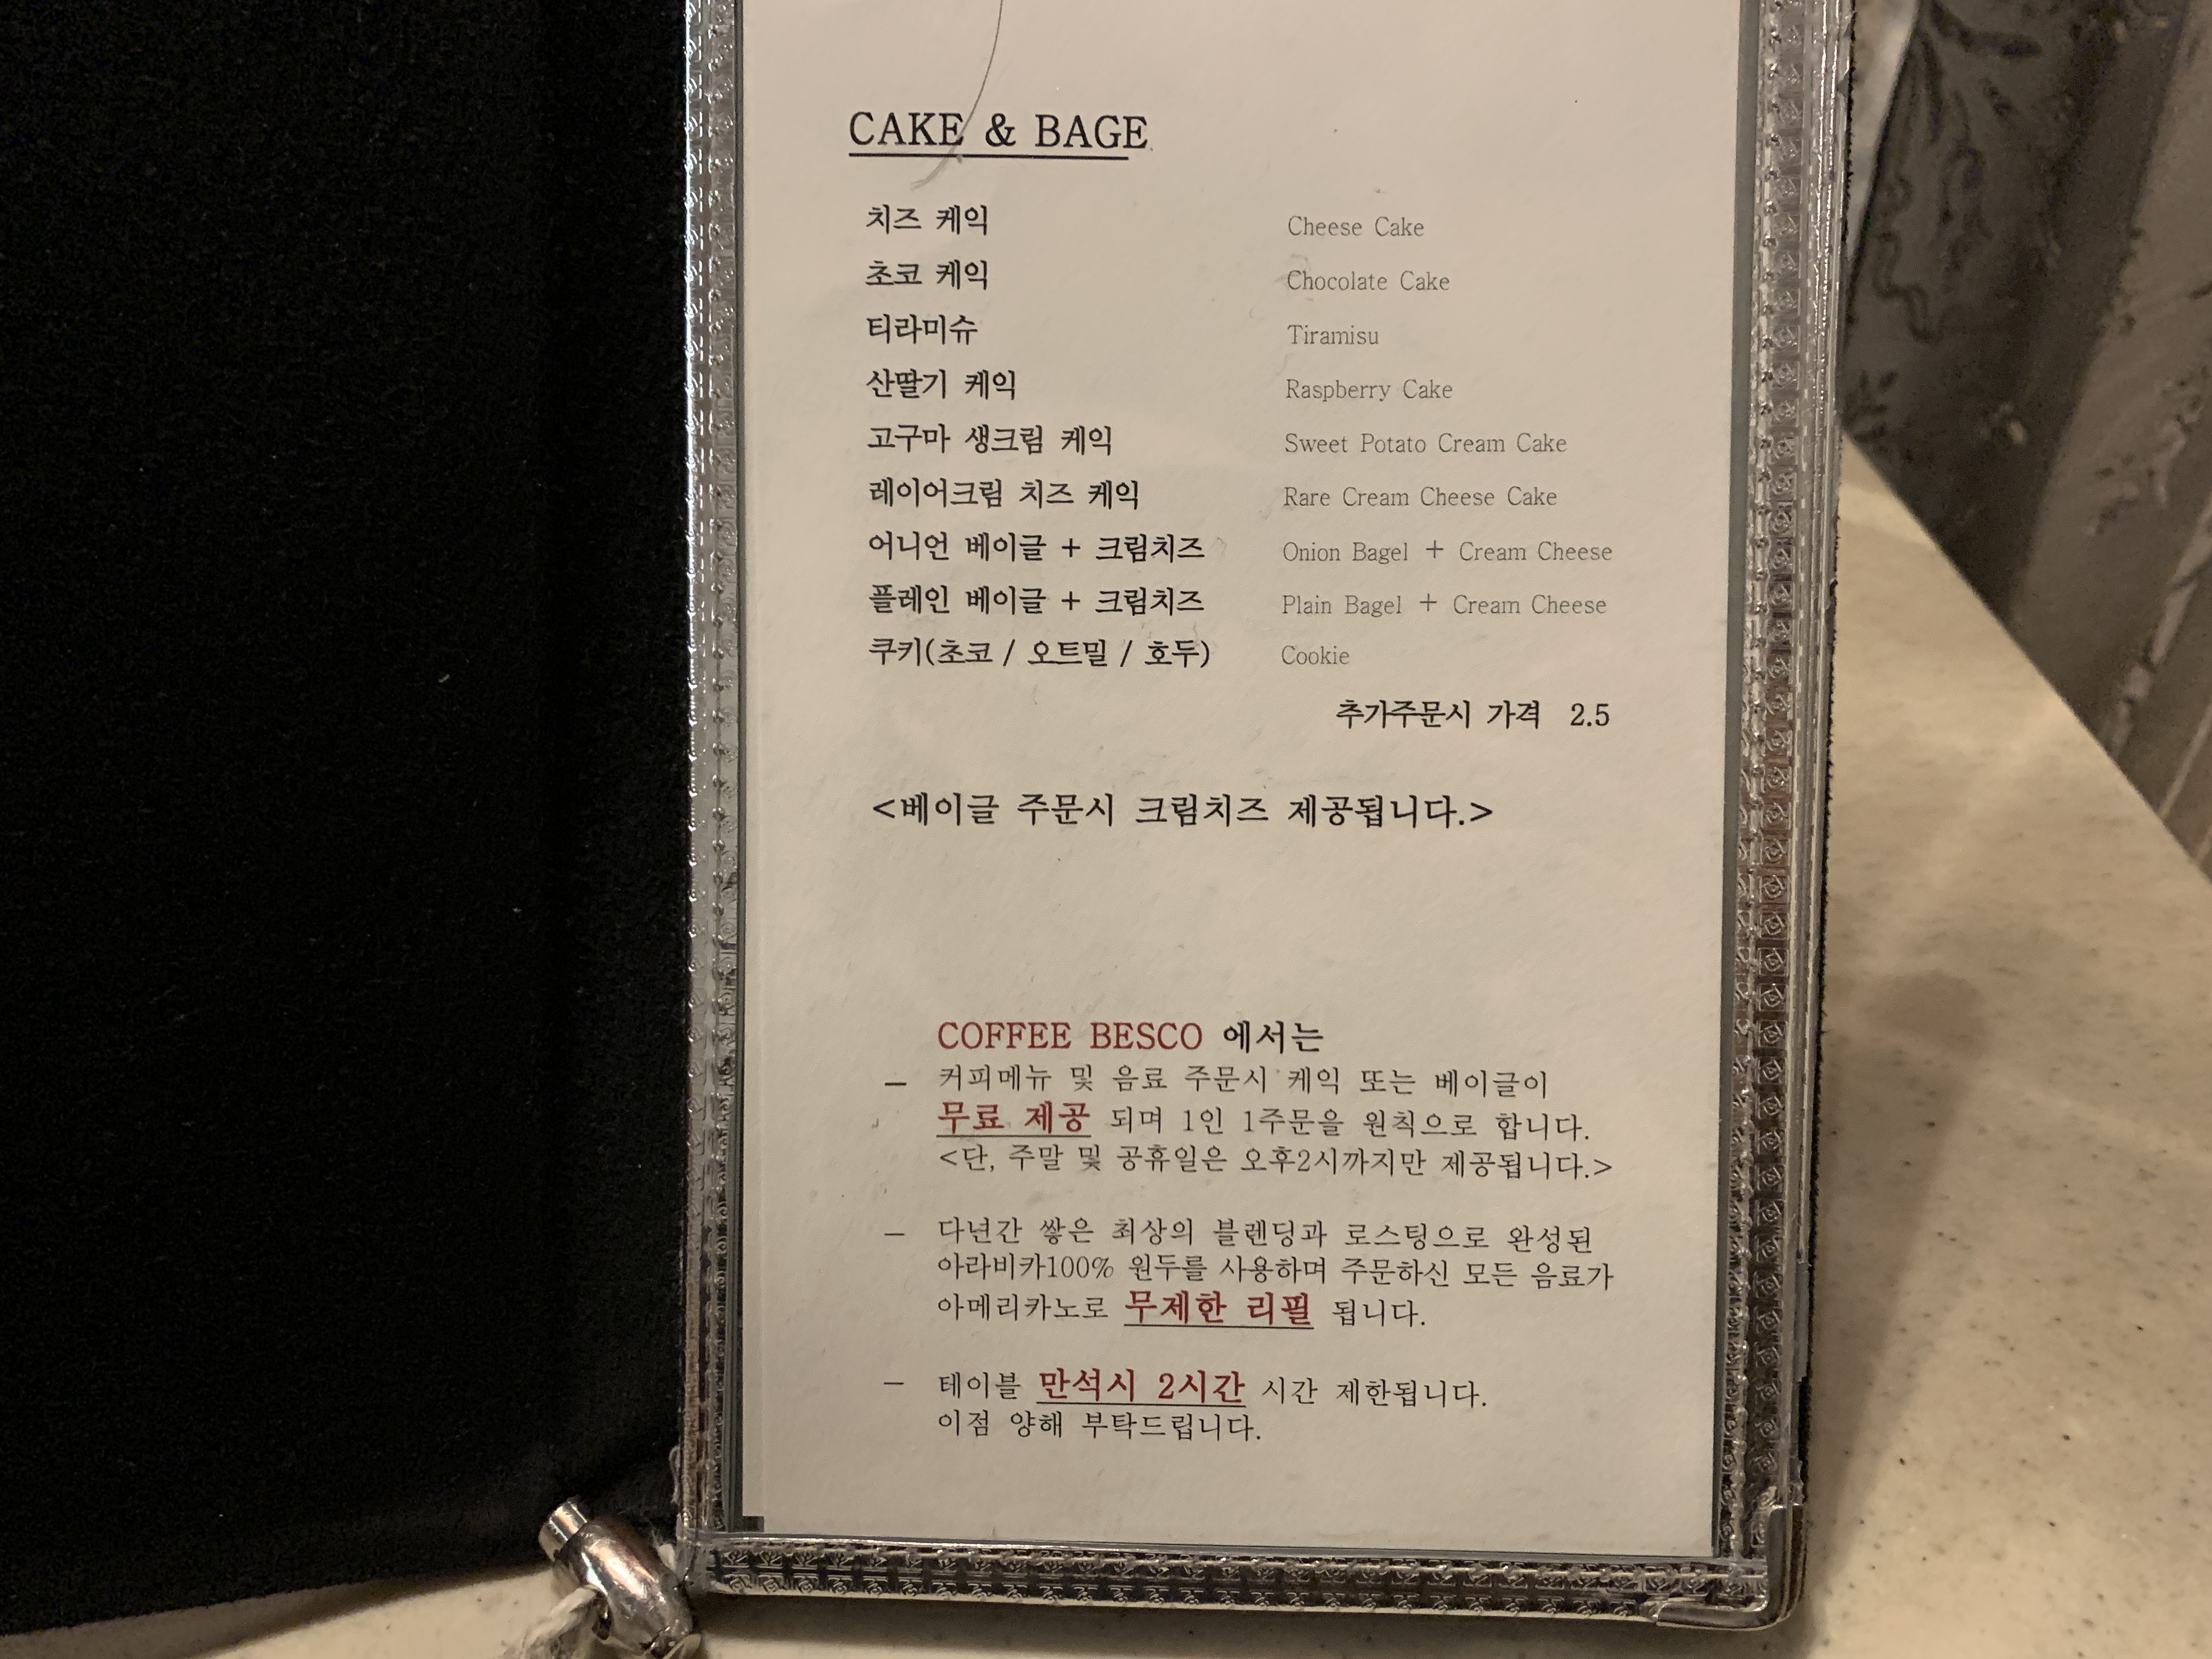 CAKE & BAGE
치즈 케익 Cheese Cake
초코 케익 Chocolate Cake
티라미슈 Tiramisu
산딸기 케익 Raspberry Cake
고구마 생크림 케익 Sweet Potato Cream Cake
레이어크림 치즈 케익 Rare Cream Cheese Cake
어니언 베이글 + 크림치즈 Onion Bagel + Cream Cheese
플레인 베이글 + 크림치즈 Plain Bagel + Cream Cheese
쿠키(초코 / 오트밀 / 호두) Cookie
추가주문시 가격 2.5
<베이글 주문시 크림치즈 제공됩니다.>
COFFEE BESCO 에서는
– 커피메뉴 및 음료 주문시 케익 또는 베이글이
무료 제공 되며 1인 1주문을 원칙으로 합니다.
<단, 주말 및 공휴일은 오후2시까지만 제공됩니다.>
– 다년간 쌓은 최상의 블렌딩과 로스팅으로 완성된
아라비카100% 원두를 사용하며 주문하신 모든 음료가
아메리카노로 무제한 리필 됩니다.
– 테이블 만석시 2시간 시간 제한됩니다.
이점 양해 부탁드립니다.